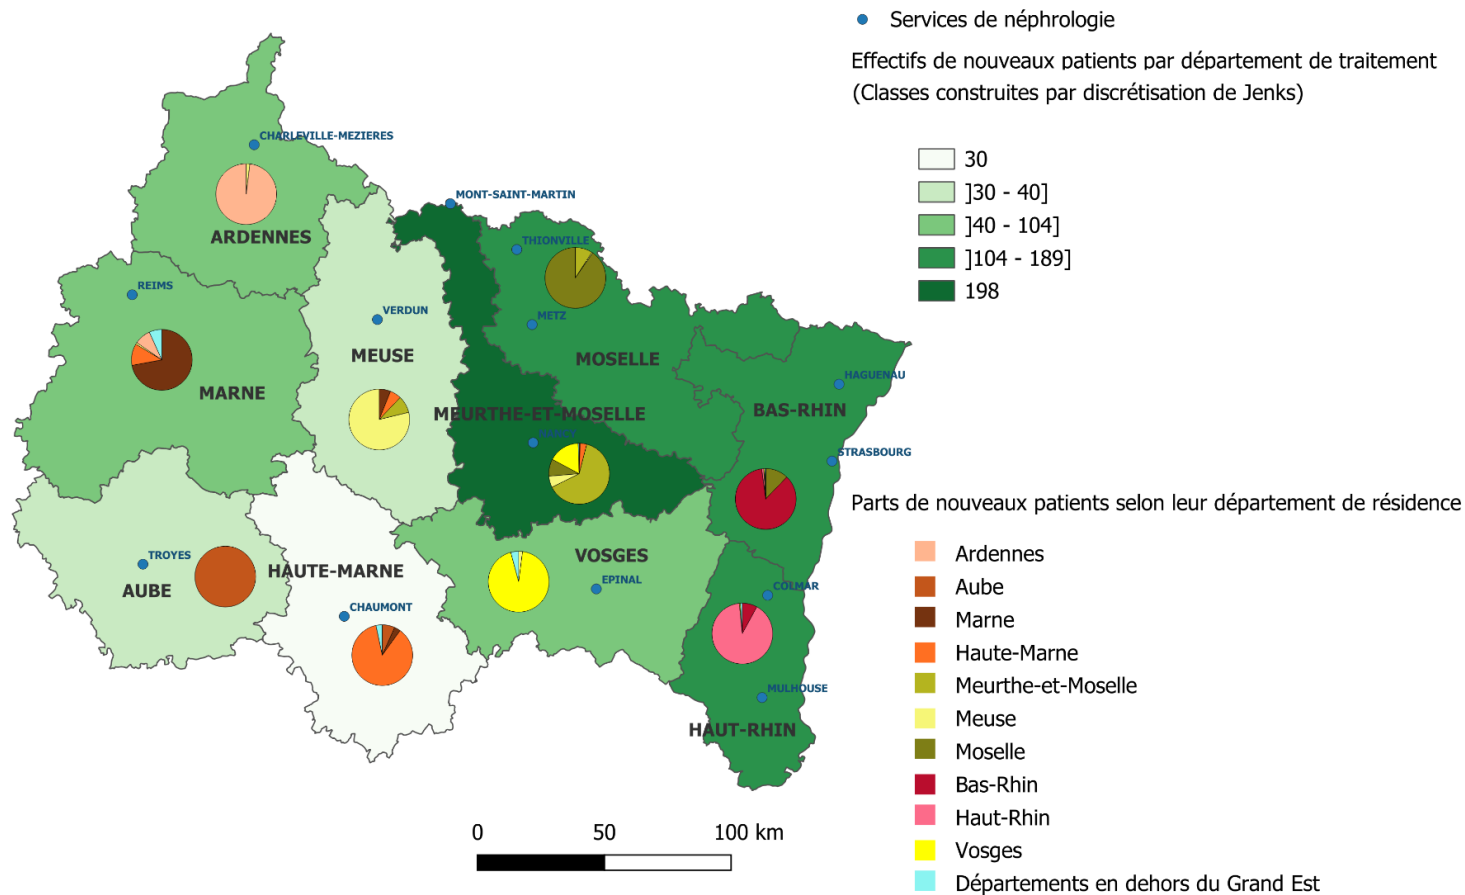 Services de néphrologie
Effectifs de nouveaux patients par département de traitement
(Classes construites par discrétisation de Jenks)
30
]30 - 40]
]40 - 104]
]104 - 189]
198
CHARLEVILLE-MEZIERES
ARDENNES
MONT-SAINT-MARTIN
THIONVILLE
REIMS
VERDUN
METZ
MEUSE
MOSELLE
MARNE
HAGUENAU
BAS-RHIN
MEURTHE-ET-MOSELLE
NANCY
STRASBOURG
TROYES
AUBE
HAUTE-MARNE
CHAUMONT
VOSGES
EPINAL
COLMAR
MULHOUSE
HAUT-RHIN
Parts de nouveaux patients selon leur département de résidence
Ardennes
Aube
Marne
Haute-Marne
Meurthe-et-Moselle
Meuse
Moselle
Bas-Rhin
Haut-Rhin
Vosges
Départements en dehors du Grand Est
0 50 100 km